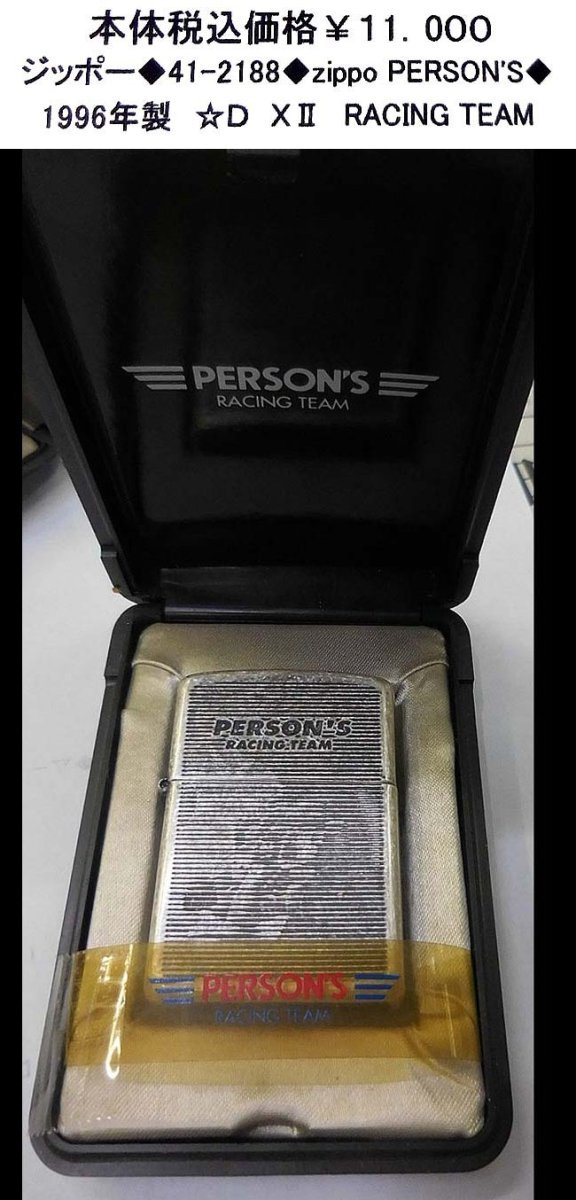 本体税込価格￥11.000
ジッポー◆41-2188◆zippo PERSON'S◆
1996年製　☆D　XⅡ　RACING TEAM
PERSON'S
RACING TEAM
PERSON'S
RACING TEAM
PERSON'S
RACING TEAM